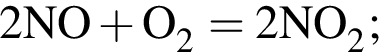 2NO + O₂ = 2NO₂;